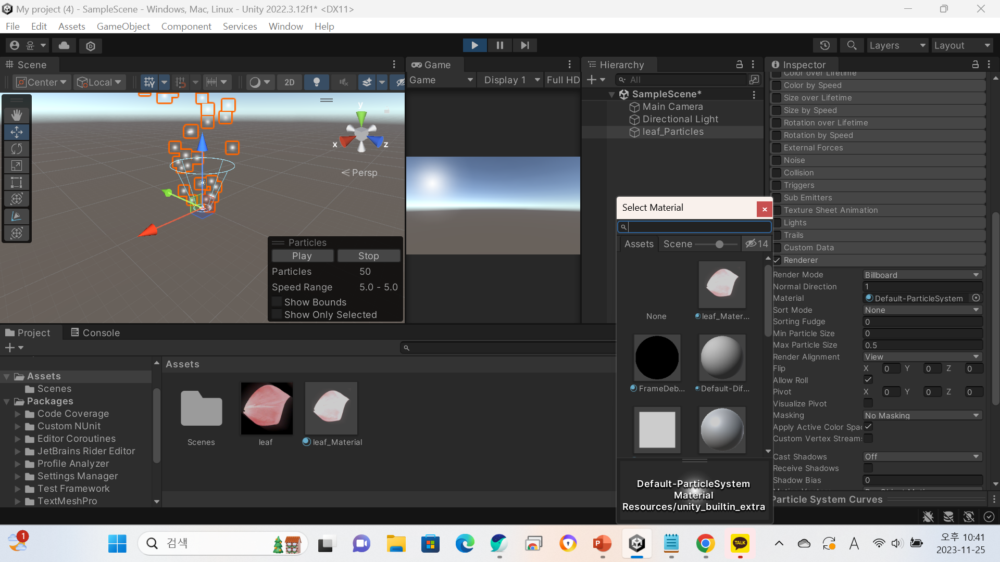 My project (4) - SampleScene - Windows, Mac, Linux - Unity 2022.3.12f1* <DX11>
File Edit Assets GameObject Component Services Window Help
윤
Layers Layout
Scene
Center Local 2D
y
x z
Persp
Particles
Play Stop
Particles 50
Speed Range 5.0 - 5.0
Show Bounds
Show Only Selected
Game
Game Display 1 Full HD
Hierarchy
All
SampleScene*
Main Camera
Directional Light
leaf_Particles
Inspector
Color over Lifetime
Color by Speed
Size over Lifetime
Size by Speed
Rotation over Lifetime
Rotation by Speed
External Forces
Noise
Collision
Triggers
Sub Emitters
Texture Sheet Animation
Lights
Trails
Custom Data
Renderer
Render Mode Billboard
Normal Direction 1
Material Default-ParticleSystem
Sort Mode None
Sorting Fudge 0
Min Particle Size 0
Max Particle Size 0.5
Render Alignment View
Flip X 0 Y 0 Z 0
Allow Roll
Pivot X 0 Y 0 Z 0
Visualize Pivot
Masking No Masking
Apply Active Color Spac
Custom Vertex Stream
Cast Shadows Off
Receive Shadows
Shadow Bias 0
Particle System Curves
Select Material
Assets Scene 14
None leaf_Mater...
FrameDeb... Default-Dif...
Default-ParticleSystem
Material
Resources/unity_builtin_extra
Project Console
Assets
Scenes
Packages
Code Coverage
Custom NUnit
Editor Coroutines
JetBrains Rider Editor
Profile Analyzer
Settings Manager
Test Framework
TextMeshPro
Assets
Scenes leaf leaf_Material
1
검색
P
TALK
A
오후 10:41
2023-11-25